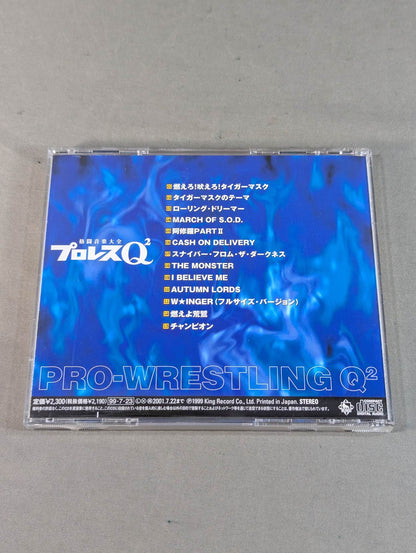 格闘音楽大全
プロレスQ2
燃えろ!吠えろ!タイガーマスク
タイガーマスクのテーマ
ローリング・ドリーマー
MARCH OF S.O.D.
阿修羅PARTⅡ
CASH ON DELIVERY
スナイパー・フロム・ザ・ダークネス
THE MONSTER
I BELIEVE ME
AUTUMN LORDS
W★INGER(フルサイズ・バージョン)
燃えよ荒鷲
チャンピオン
PRO-WRESTLING Q2
定価¥2,300(税抜価格¥2,190) 99・7・23 2001.7.22まで ℗1999 King Record Co., Ltd. Printed in Japan. STEREO
COMPACT
disc
DIGITAL AUDIO